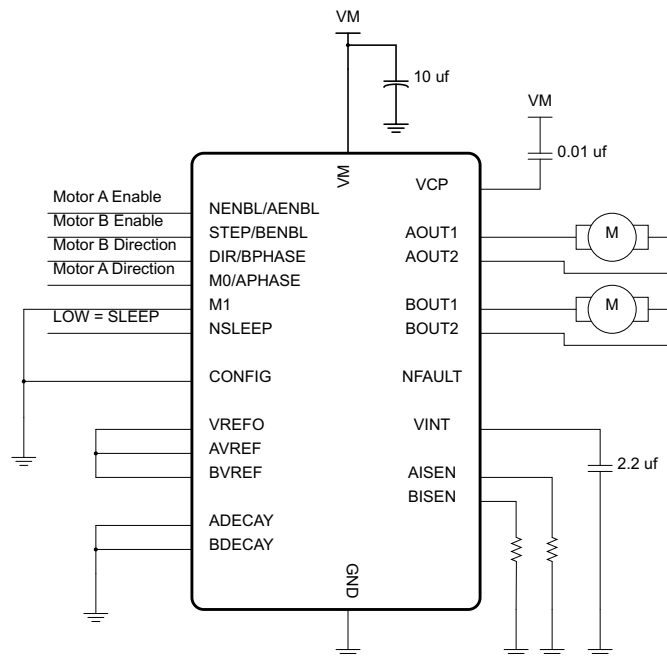 VM
10 uf
VM
0.01 uf
VM
VCP
Motor A Enable
NENBL/AENBL
Motor B Enable
STEP/BENBL
AOUT1
M
Motor B Direction
DIR/BPHASE
AOUT2
Motor A Direction
M0/APHASE
M1
BOUT1
M
LOW = SLEEP
NSLEEP
BOUT2
CONFIG
NFAULT
VREFO
VINT
AVREF
2.2 uf
BVREF
AISEN
BISEN
ADECAY
BDECAY
GND